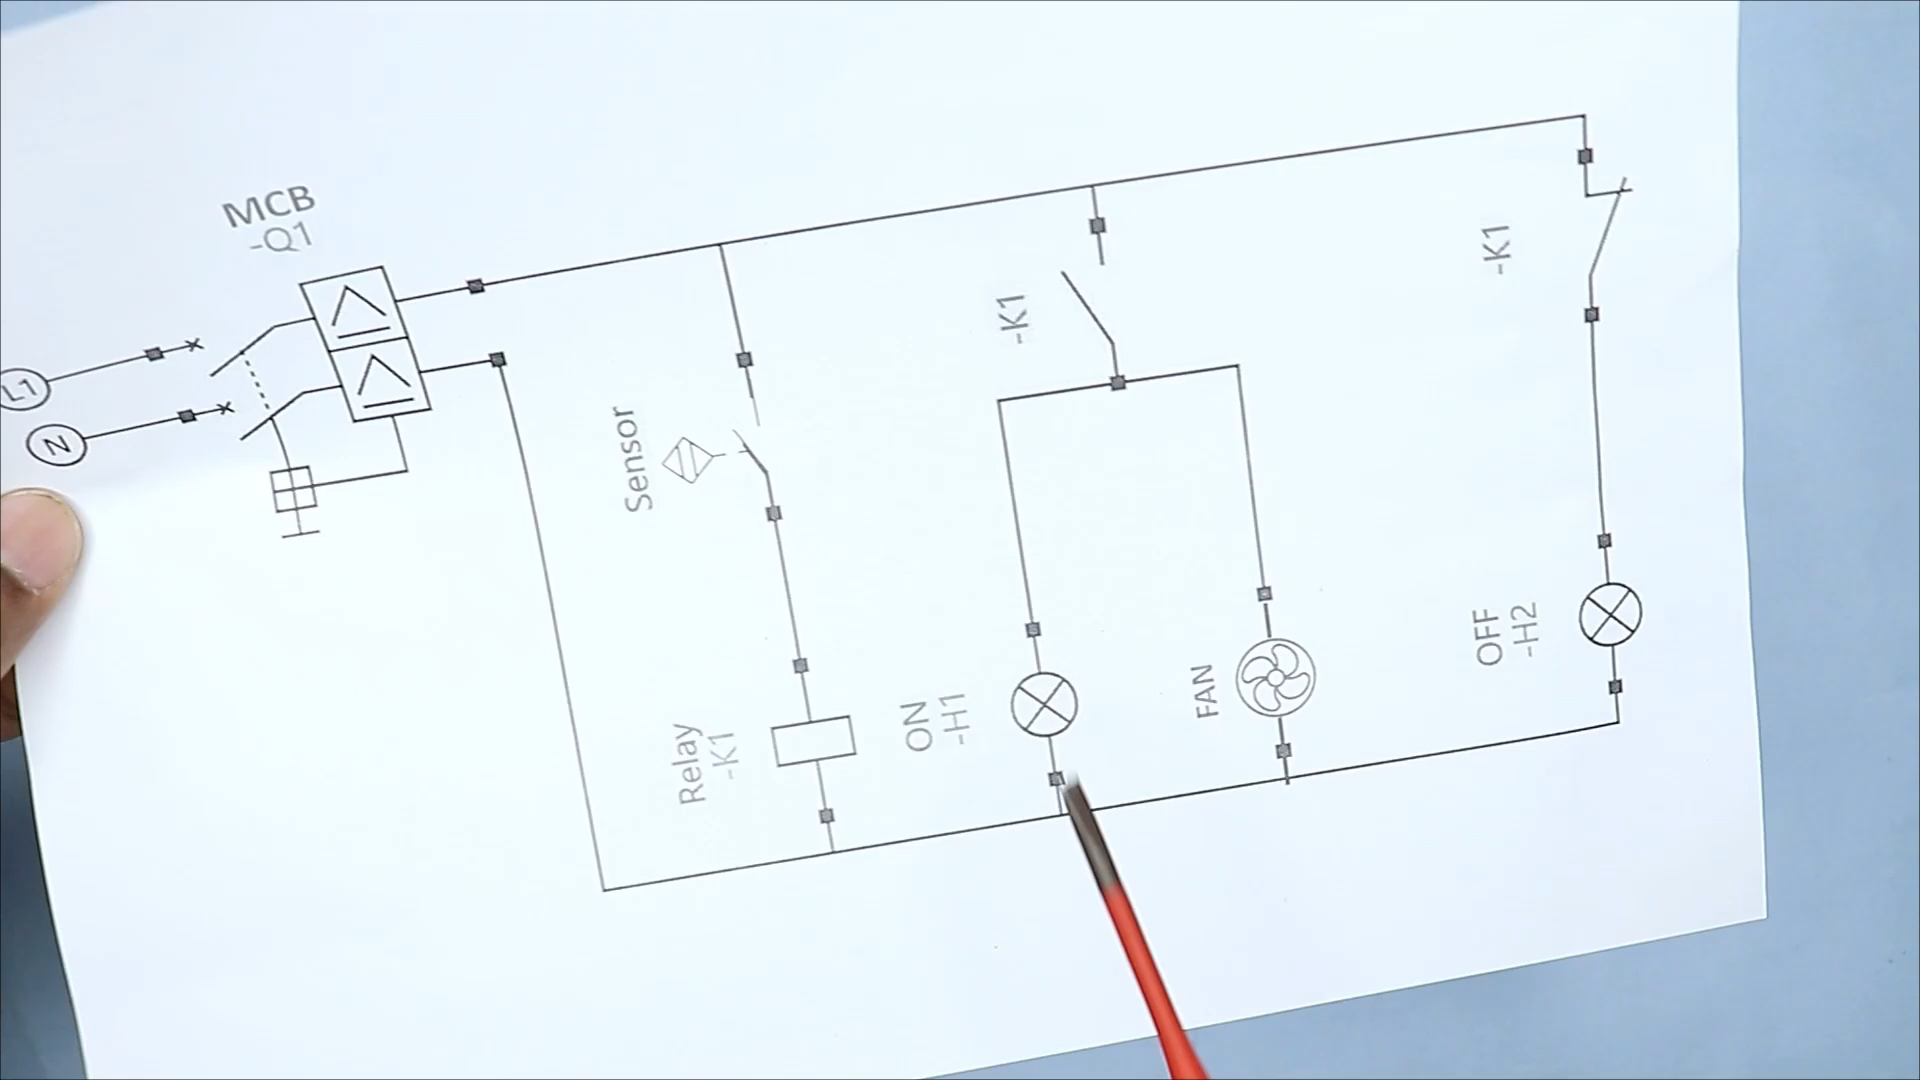 MCB
-Q1
L1
N
Sensor
Relay
-K1
-K1
ON
-H1
FAN
-K1
OFF
-H2